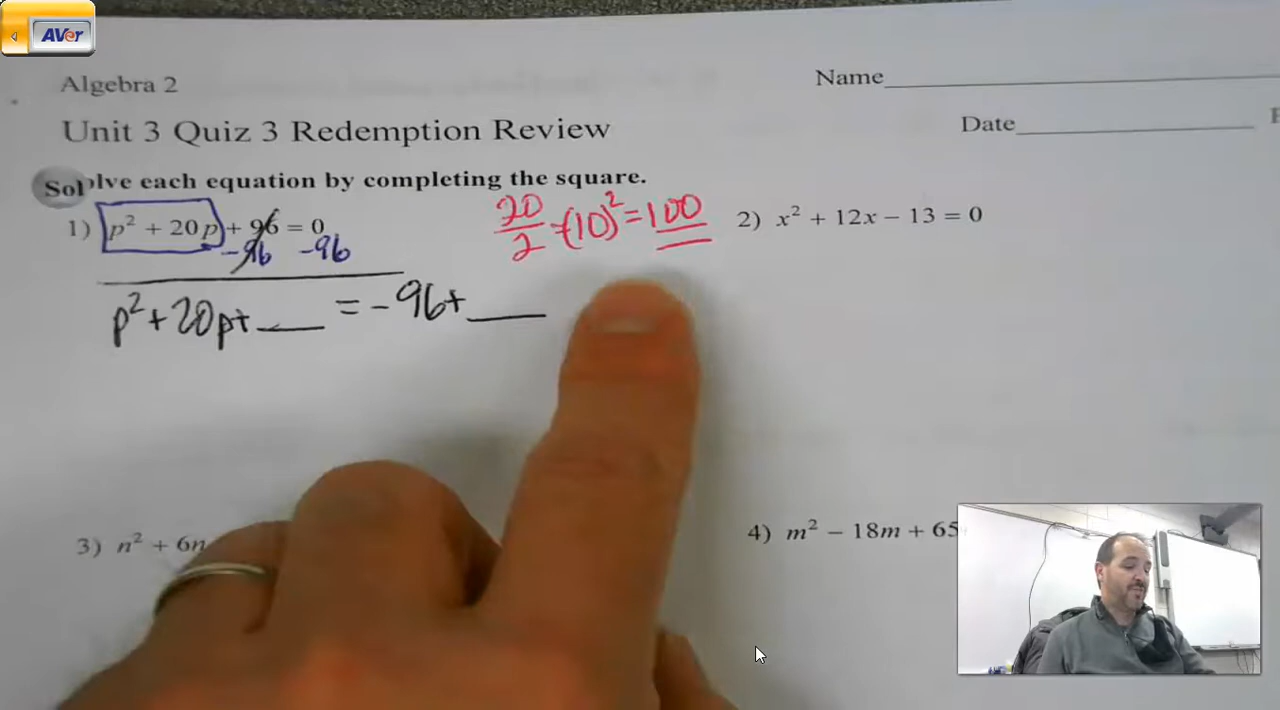 AVer
Algebra 2
Name
Unit 3 Quiz 3 Redemption Review
Date
Solve each equation by completing the square.
1) p² + 20p + 96 = 0
-96 -96
p² + 20p + __ = -96 + __
20/2 = (10)² = 100
2) x² + 12x − 13 = 0
3) n² + 6n
4) m² − 18m + 65